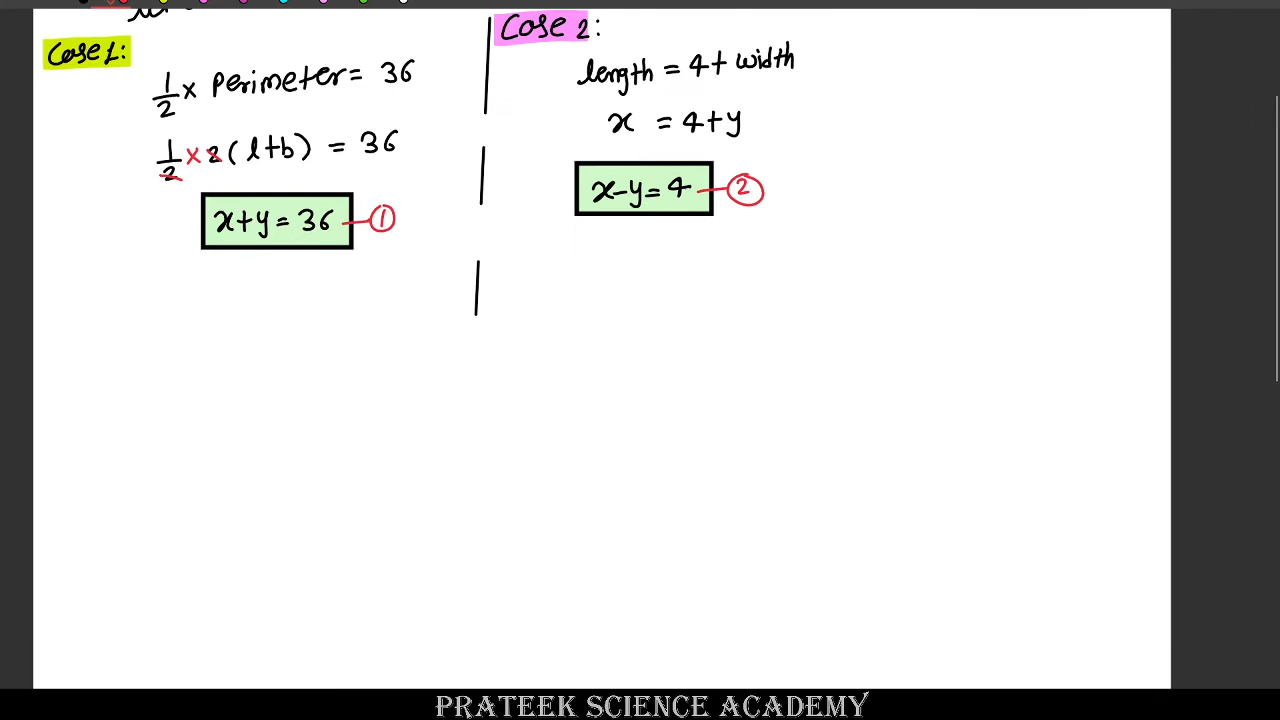 Case 1:
1/2 × Perimeter = 36
1/2 × 2 (l+b) = 36
x+y = 36 —①
Case 2:
length = 4 + width
x = 4+y
x-y = 4 —②
PRATEEK SCIENCE ACADEMY